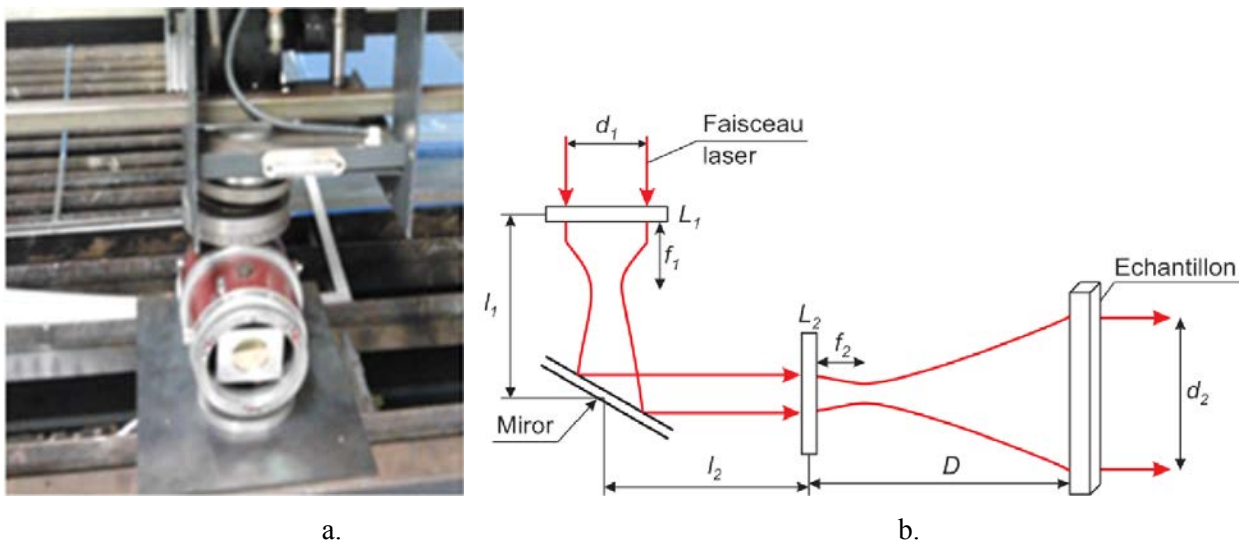 d₁
Faisceau
laser
L₁
f₁
l₁
Echantillon
L₂
f₂
d₂
Miror
l₂
D
a.
b.